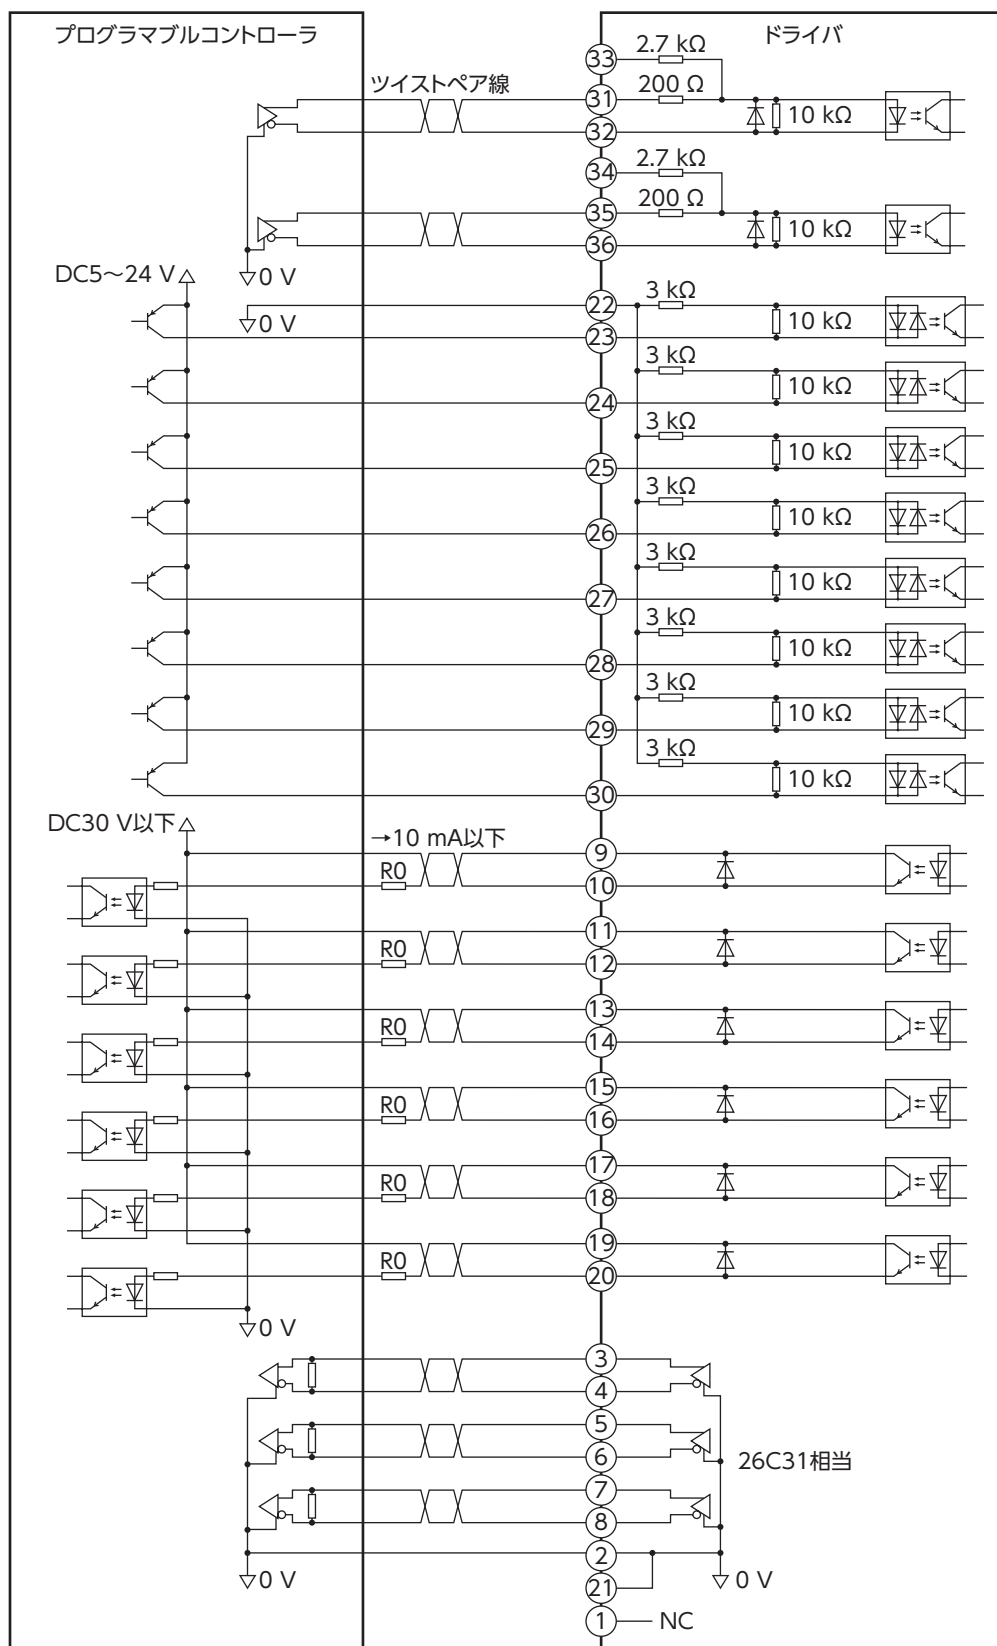 プログラマブルコントローラ
ドライバ
33
2.7 kΩ
ツイストペア線
31
200 Ω
10 kΩ
32
34
2.7 kΩ
35
200 Ω
10 kΩ
36
0 V
DC5～24 V
22
3 kΩ
0 V
10 kΩ
23
3 kΩ
10 kΩ
24
3 kΩ
10 kΩ
25
3 kΩ
10 kΩ
26
3 kΩ
10 kΩ
27
3 kΩ
10 kΩ
28
3 kΩ
10 kΩ
29
3 kΩ
10 kΩ
30
DC30 V以下
→10 mA以下
9
R0
10
11
R0
12
13
R0
14
15
R0
16
17
R0
18
19
R0
20
0 V
3
4
5
6
26C31相当
7
8
2
0 V
0 V
21
1
NC